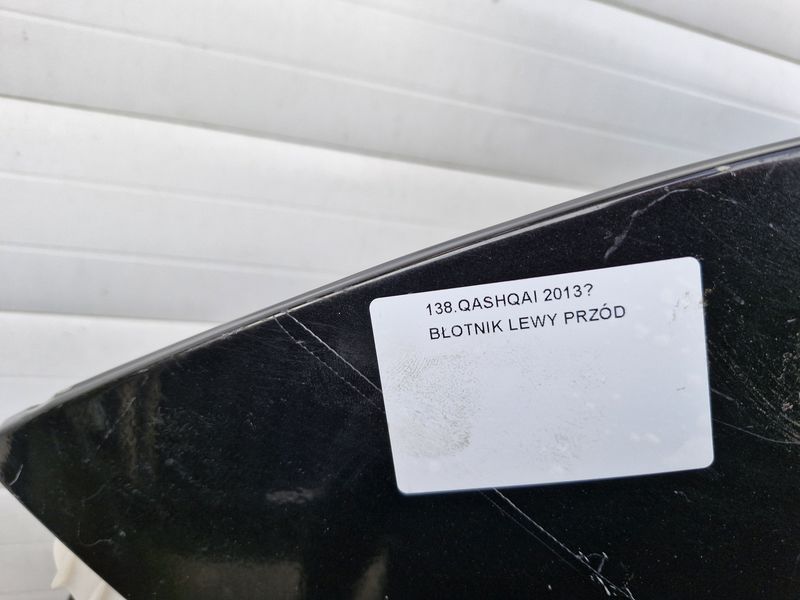 138.QASHQAI 2013?
BŁOTNIK LEWY PRZÓD